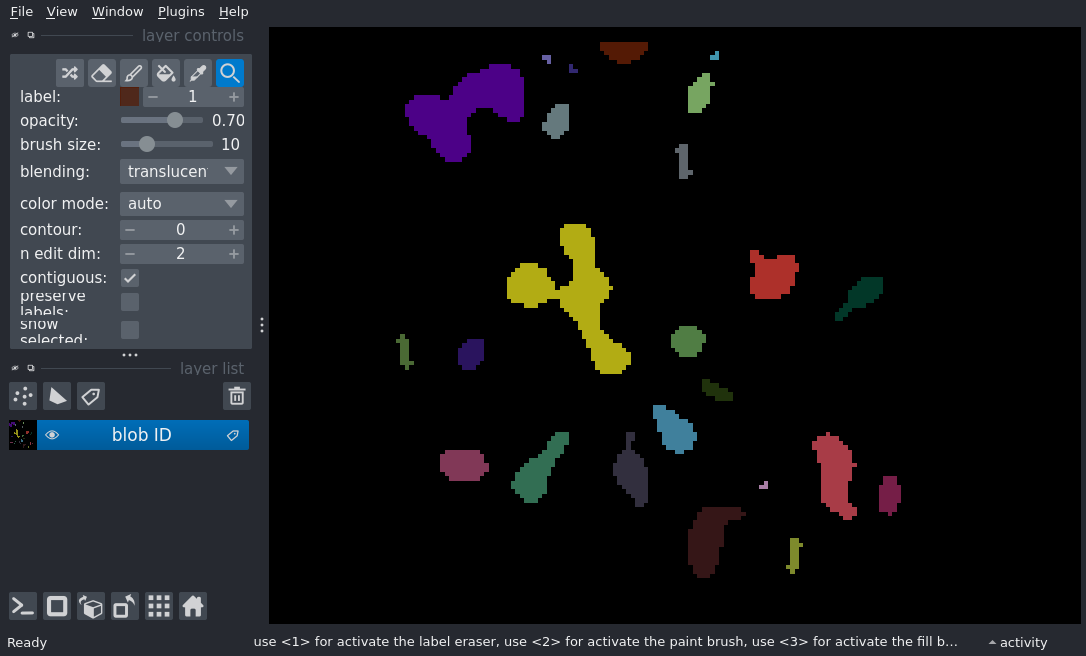 File View Window Plugins Help
layer controls
label: 1
opacity: 0.70
brush size: 10
blending: translucen
color mode: auto
contour: 0
n edit dim: 2
contiguous:
preserve
labels:
show
selected:
layer list
blob ID
Ready use <1> for activate the label eraser, use <2> for activate the paint brush, use <3> for activate the fill b... activity